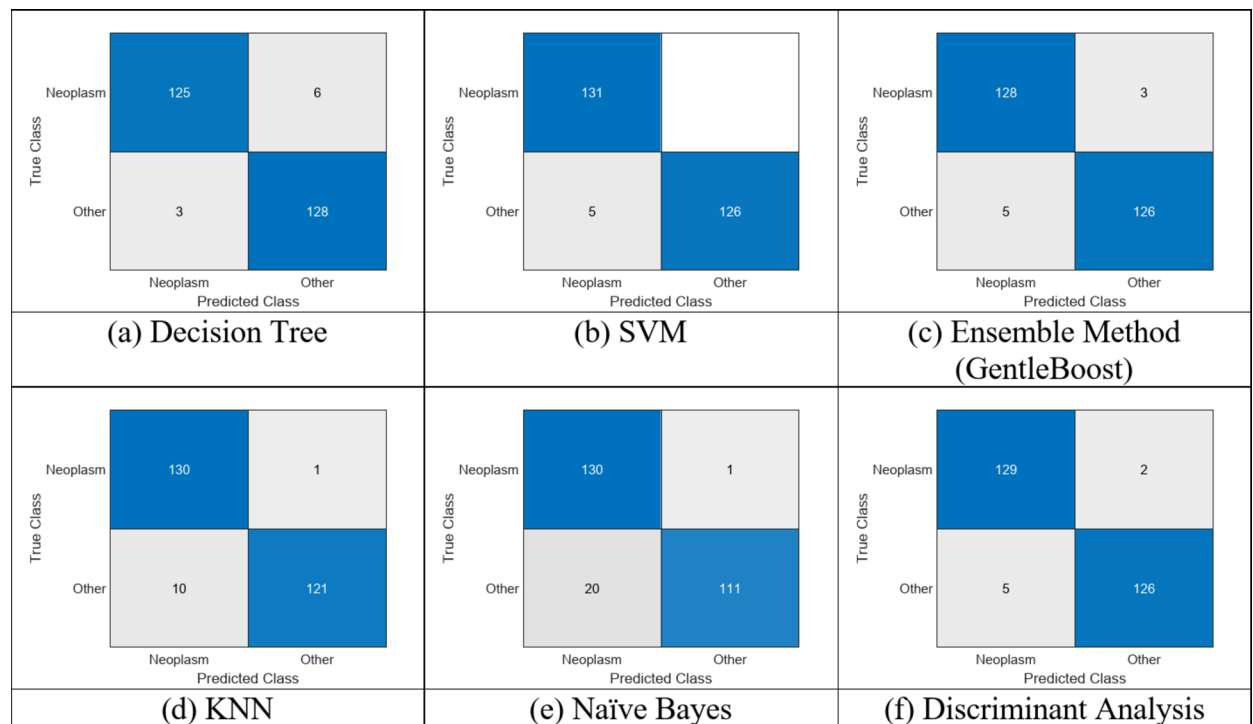 Neoplasm
125
6
True Class
Other
3
128
Neoplasm
Other
Predicted Class
(a) Decision Tree
Neoplasm
131
True Class
Other
5
126
Neoplasm
Other
Predicted Class
(b) SVM
Neoplasm
128
3
True Class
Other
5
126
Neoplasm
Other
Predicted Class
(c) Ensemble Method
(GentleBoost)
Neoplasm
130
1
True Class
Other
10
121
Neoplasm
Other
Predicted Class
(d) KNN
Neoplasm
130
1
True Class
Other
20
111
Neoplasm
Other
Predicted Class
(e) Naïve Bayes
Neoplasm
129
2
True Class
Other
5
126
Neoplasm
Other
Predicted Class
(f) Discriminant Analysis